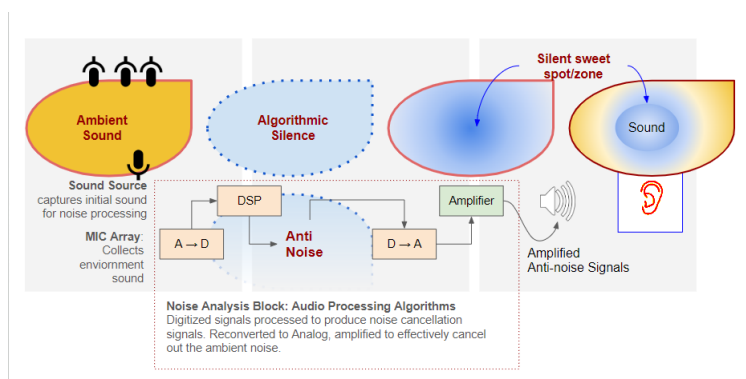 Silent sweet
spot/zone
Ambient
Sound
Algorithmic
Silence
Sound
Sound Source
captures initial sound
for noise processing
MIC Array:
Collects
enviornment
sound
A → D
DSP
Anti
Noise
D → A
Amplifier
Amplified
Anti-noise Signals
Noise Analysis Block: Audio Processing Algorithms
Digitized signals processed to produce noise cancellation
signals. Reconverted to Analog, amplified to effectively cancel
out the ambient noise.